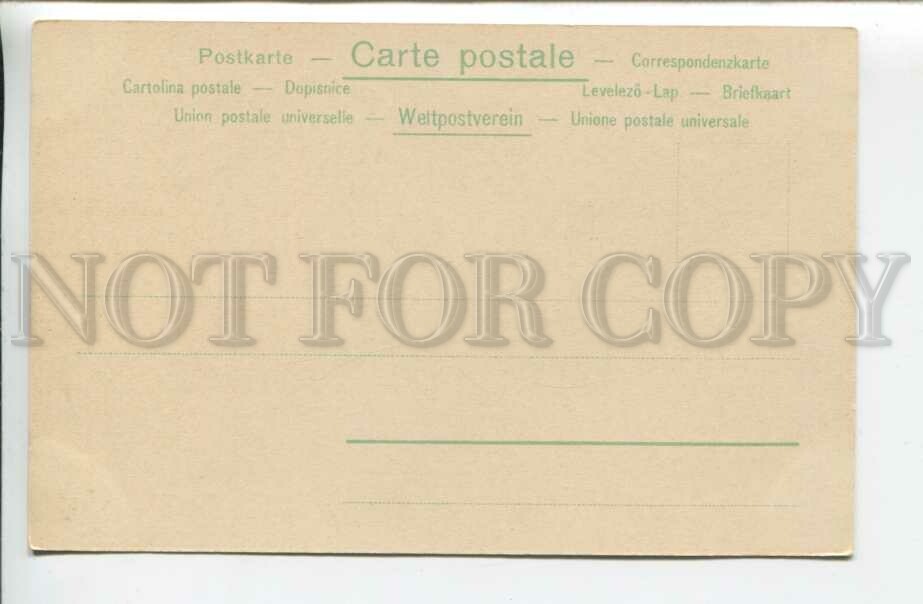 Postkarte — Carte postale — Correspondenzkarte
Cartolina postale — Dopisnice Levelező-Lap — Briefkaart
Union postale universelle — Weltpostverein — Unione postale universale
NOT FOR COPY